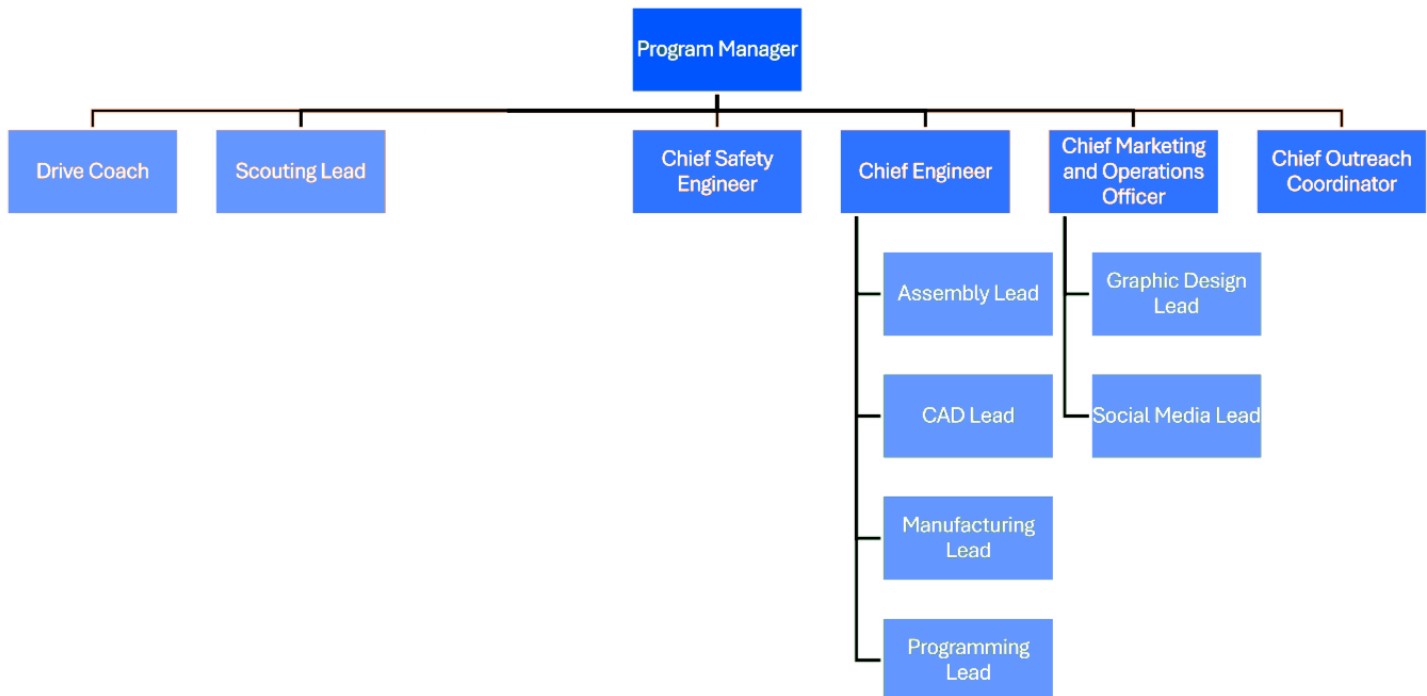 Program Manager
Drive Coach
Scouting Lead
Chief Safety
Engineer
Chief Engineer
Chief Marketing
and Operations
Officer
Chief Outreach
Coordinator
Assembly Lead
Graphic Design
Lead
CAD Lead
Social Media Lead
Manufacturing
Lead
Programming
Lead